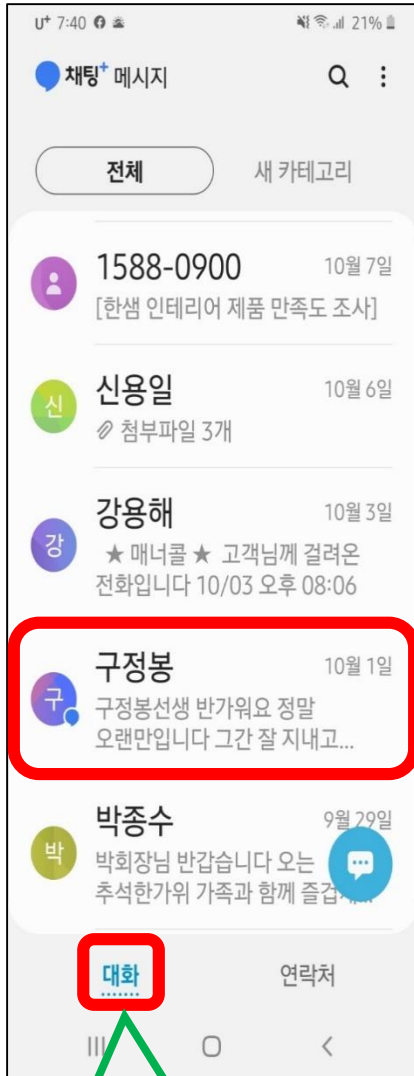 U+ 7:40 21%
채팅+ 메시지
전체 새 카테고리
1588-0900 10월 7일
[한샘 인테리어 제품 만족도 조사]
신 신용일 10월 6일
첨부파일 3개
강 강용해 10월 3일
★ 매너콜 ★ 고객님께 걸려온
전화입니다 10/03 오후 08:06
구 구정봉 10월 1일
구정봉선생 반가워요 정말
오랜만입니다 그간 잘 지내고...
박 박종수 9월 29일
박회장님 반갑습니다 오는
추석한가위 가족과 함께
대화 연락처